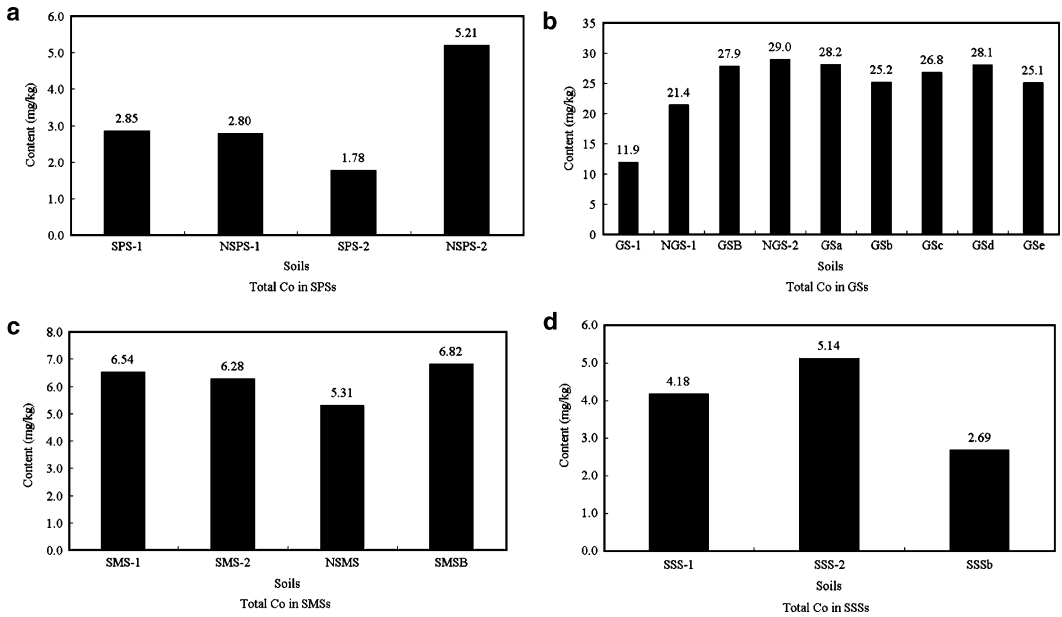 a
6.0
5.0
4.0
3.0
2.0
1.0
0.0
Content (mg/kg)
2.85
2.80
1.78
5.21
SPS-1
NSPS-1
SPS-2
NSPS-2
Soils
Total Co in SPSs
b
35
30
25
20
15
10
5
0
Content (mg/kg)
11.9
21.4
27.9
29.0
28.2
25.2
26.8
28.1
25.1
GS-1
NGS-1
GSB
NGS-2
GSa
GSb
GSc
GSd
GSe
Soils
Total Co in GSs
c
8.0
7.0
6.0
5.0
4.0
3.0
2.0
1.0
0.0
Content (mg/kg)
6.54
6.28
5.31
6.82
SMS-1
SMS-2
NSMS
SMSB
Soils
Total Co in SMSs
d
6.0
5.0
4.0
3.0
2.0
1.0
0.0
Content (mg/kg)
4.18
5.14
2.69
SSS-1
SSS-2
SSSb
Soils
Total Co in SSSs